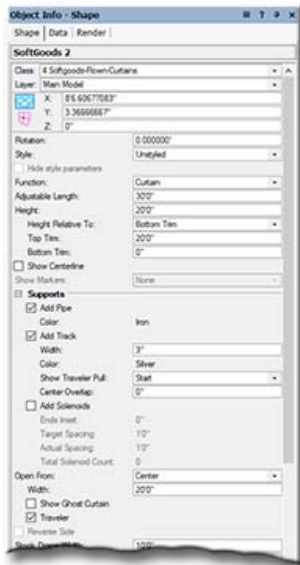 Object Info - Shape
Shape Data Render
SoftGoods 2
Class: 4 Softgoods-Flown-Curtains
Layer: Main Model
X: 8'6.60677083"
Y: 3.36666667"
Z: 0"
Rotation: 0.000000°
Style: Unstyled
Hide style parameters
Function: Curtain
Adjustable Length: 30'0"
Height: 20'0"
Height Relative To: Bottom Trim
Top Trim: 20'0"
Bottom Trim: 0"
Show Centerline
Show Markers: None
Supports
Add Pipe
Color: Iron
Add Track
Width: 3"
Color: Silver
Show Traveler Pull: Start
Center Overlap: 0"
Add Solenoids
Ends Inset: 0"
Target Spacing: 1'0"
Actual Spacing: 1'0"
Total Solenoid Count: 0
Open From: Center
Width: 20'0"
Show Ghost Curtain
Traveler
Reverse Side